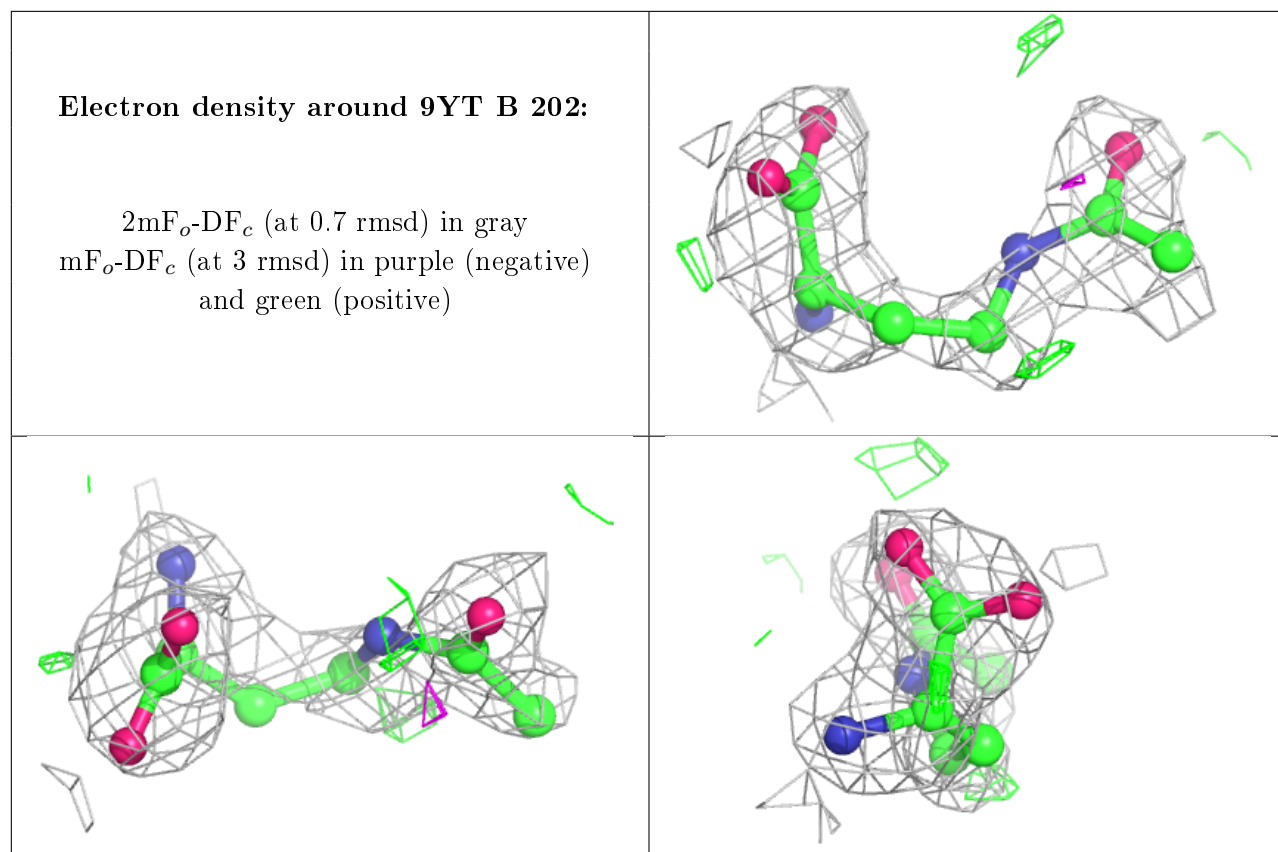 Electron density around 9YT B 202:
2mFo-DFc (at 0.7 rmsd) in gray
mFo-DFc (at 3 rmsd) in purple (negative)
and green (positive)